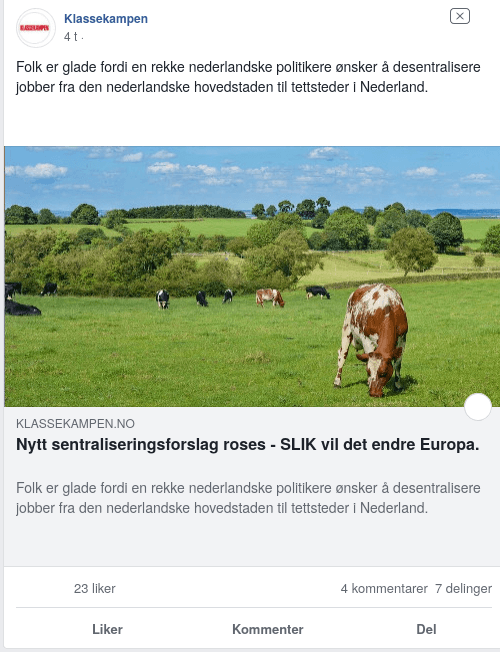 KLASSEKAMPEN
Klassekampen
4 t ·
Folk er glade fordi en rekke nederlandske politikere ønsker å desentralisere
jobber fra den nederlandske hovedstaden til tettsteder i Nederland.
KLASSEKAMPEN.NO
Nytt sentraliseringsforslag roses - SLIK vil det endre Europa.
Folk er glade fordi en rekke nederlandske politikere ønsker å desentralisere
jobber fra den nederlandske hovedstaden til tettsteder i Nederland.
23 liker 4 kommentarer 7 delinger
Liker Kommenter Del